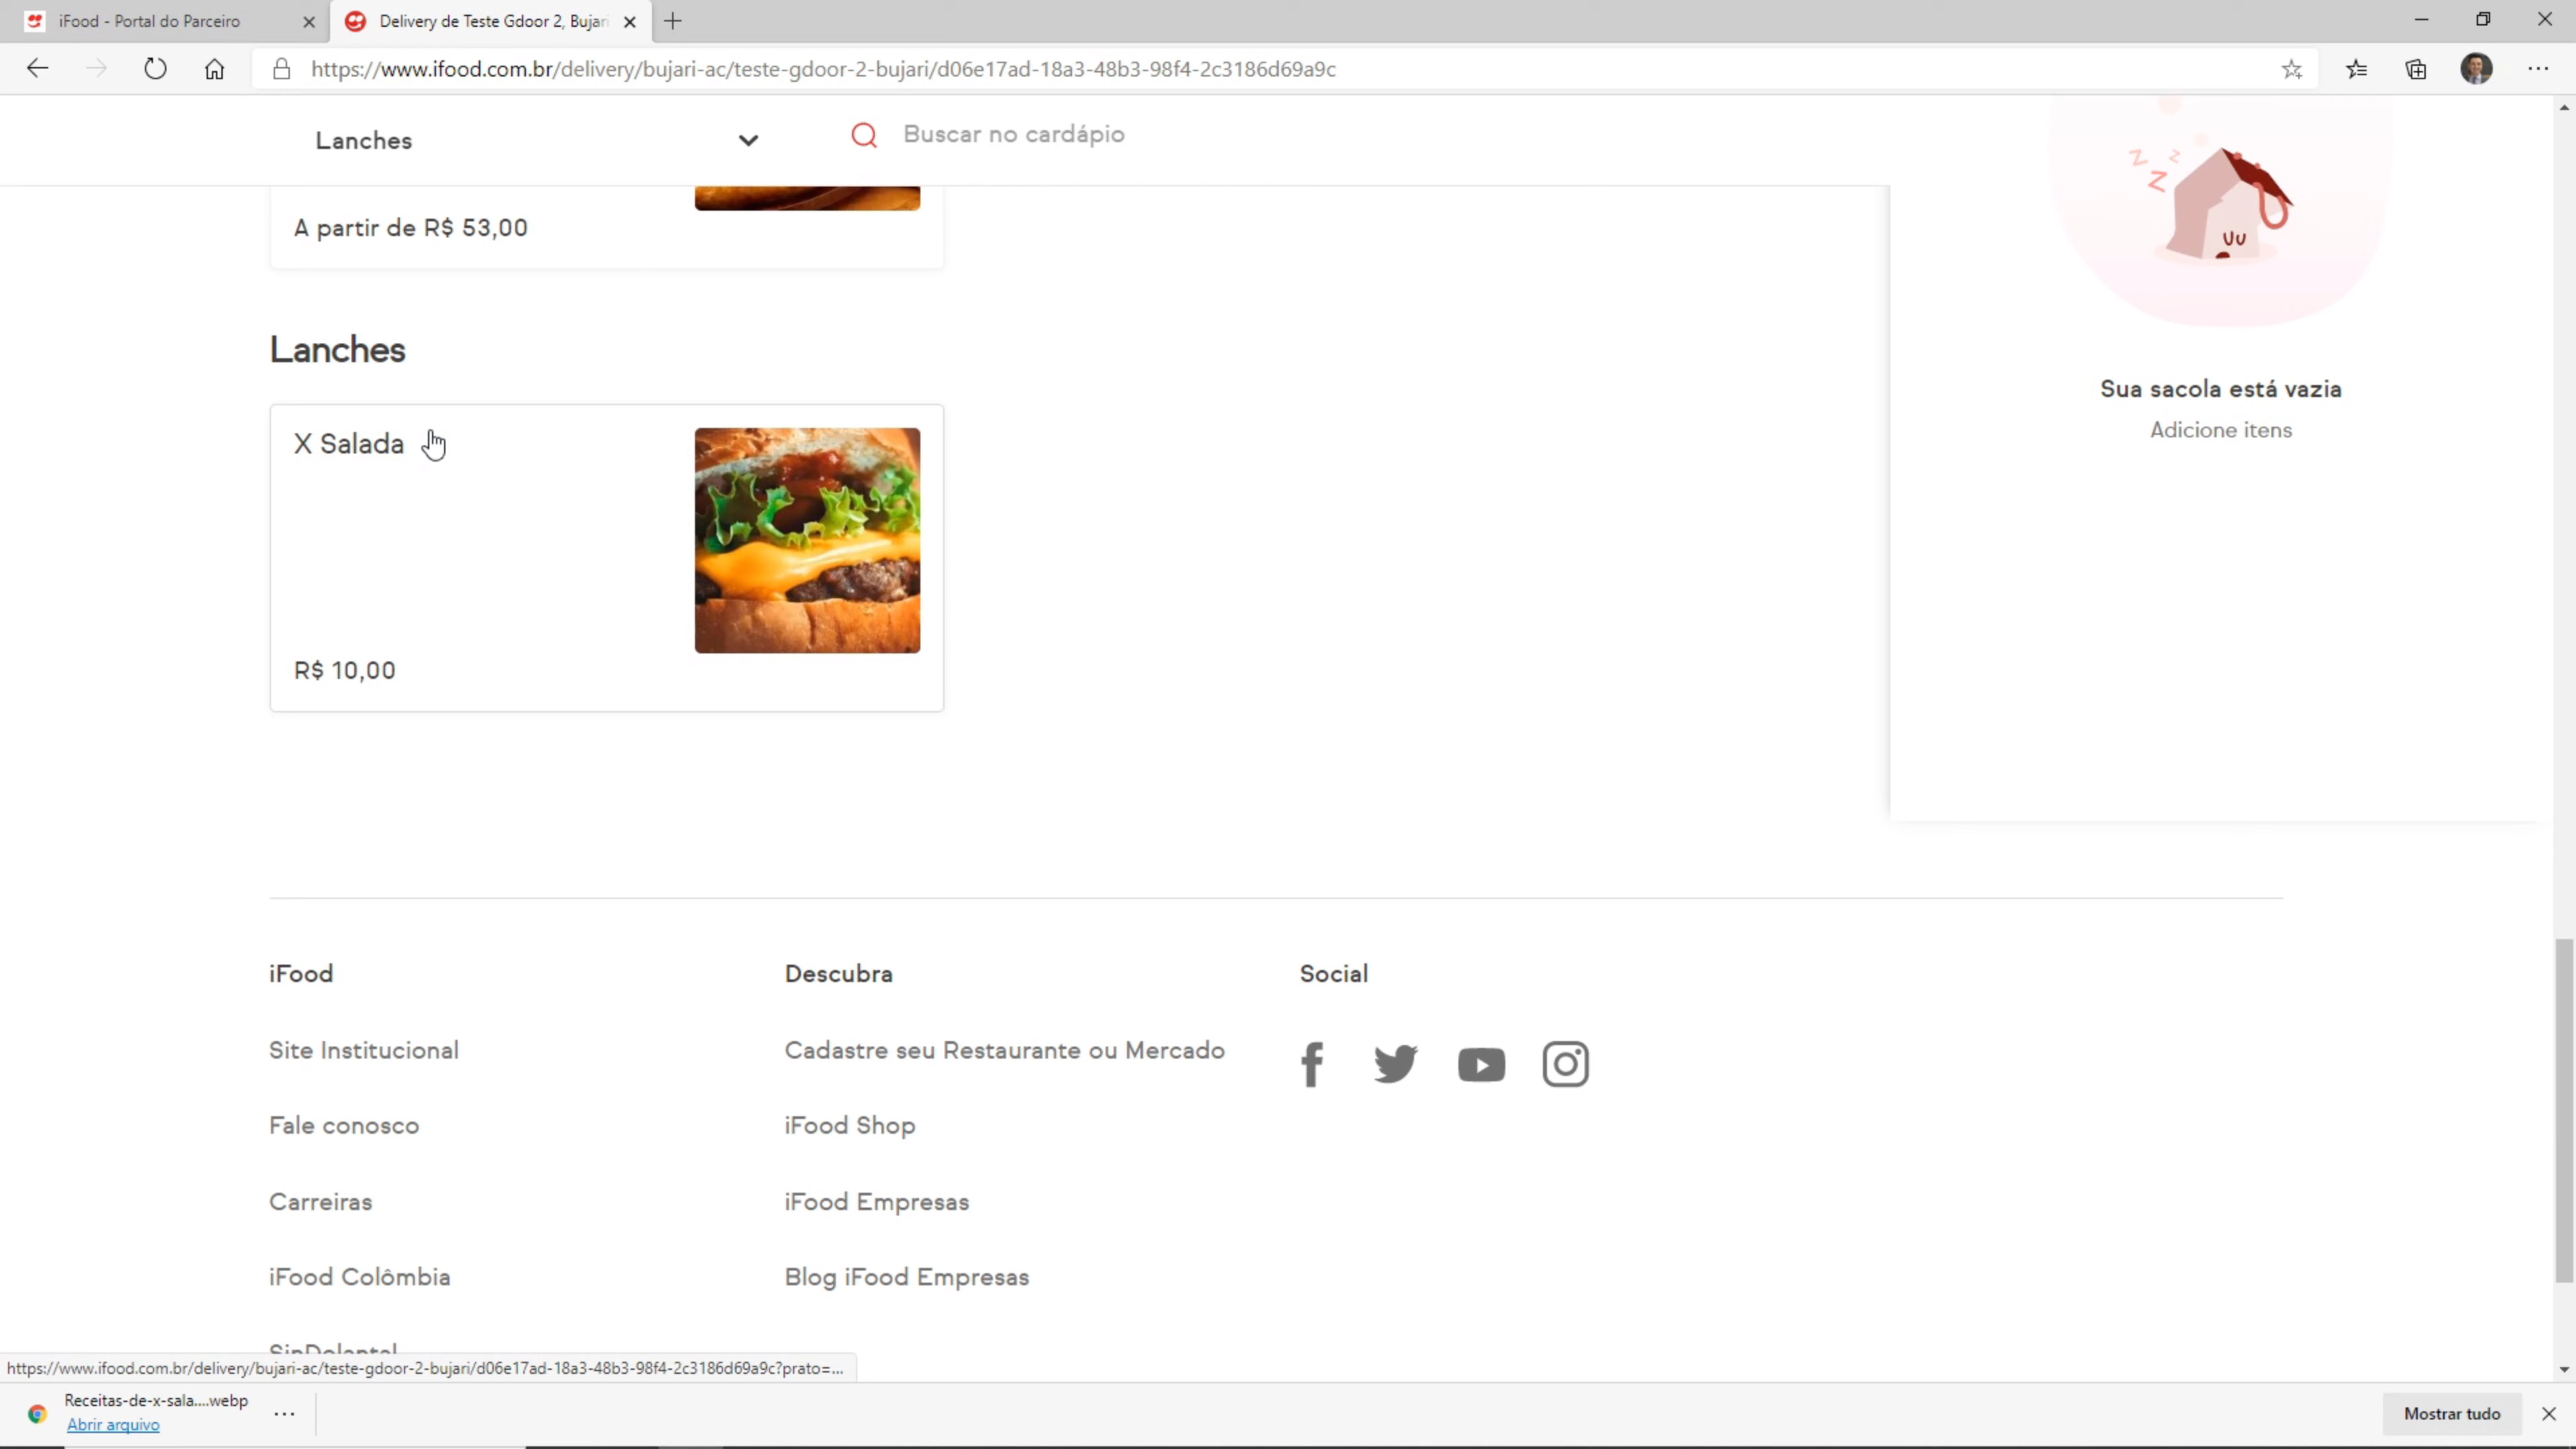 iFood - Portal do Parceiro
Delivery de Teste Gdoor 2, Bujari
https://www.ifood.com.br/delivery/bujari-ac/teste-gdoor-2-bujari/d06e17ad-18a3-48b3-98f4-2c3186d69a9c
Lanches
Buscar no cardápio
A partir de R$ 53,00
z z
z
Sua sacola está vazia
Adicione itens
Lanches
X Salada
R$ 10,00
iFood
Descubra
Social
Site Institucional
Cadastre seu Restaurante ou Mercado
Fale conosco
iFood Shop
Carreiras
iFood Empresas
iFood Colômbia
Blog iFood Empresas
SinDelantal
https://www.ifood.com.br/delivery/bujari-ac/teste-gdoor-2-bujari/d06e17ad-18a3-48b3-98f4-2c3186d69a9c?prato=...
Receitas-de-x-sala....webp
Abrir arquivo
Mostrar tudo